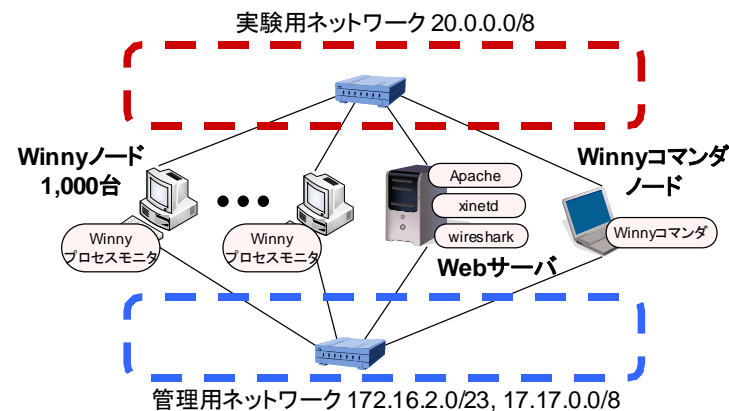 実験用ネットワーク 20.0.0.0/8
Winnyノード
1,000台
Winny
プロセスモニタ
Winny
プロセスモニタ
Apache
xinetd
wireshark
Webサーバ
Winnyコマンダ
ノード
Winnyコマンダ
管理用ネットワーク 172.16.2.0/23, 17.17.0.0/8